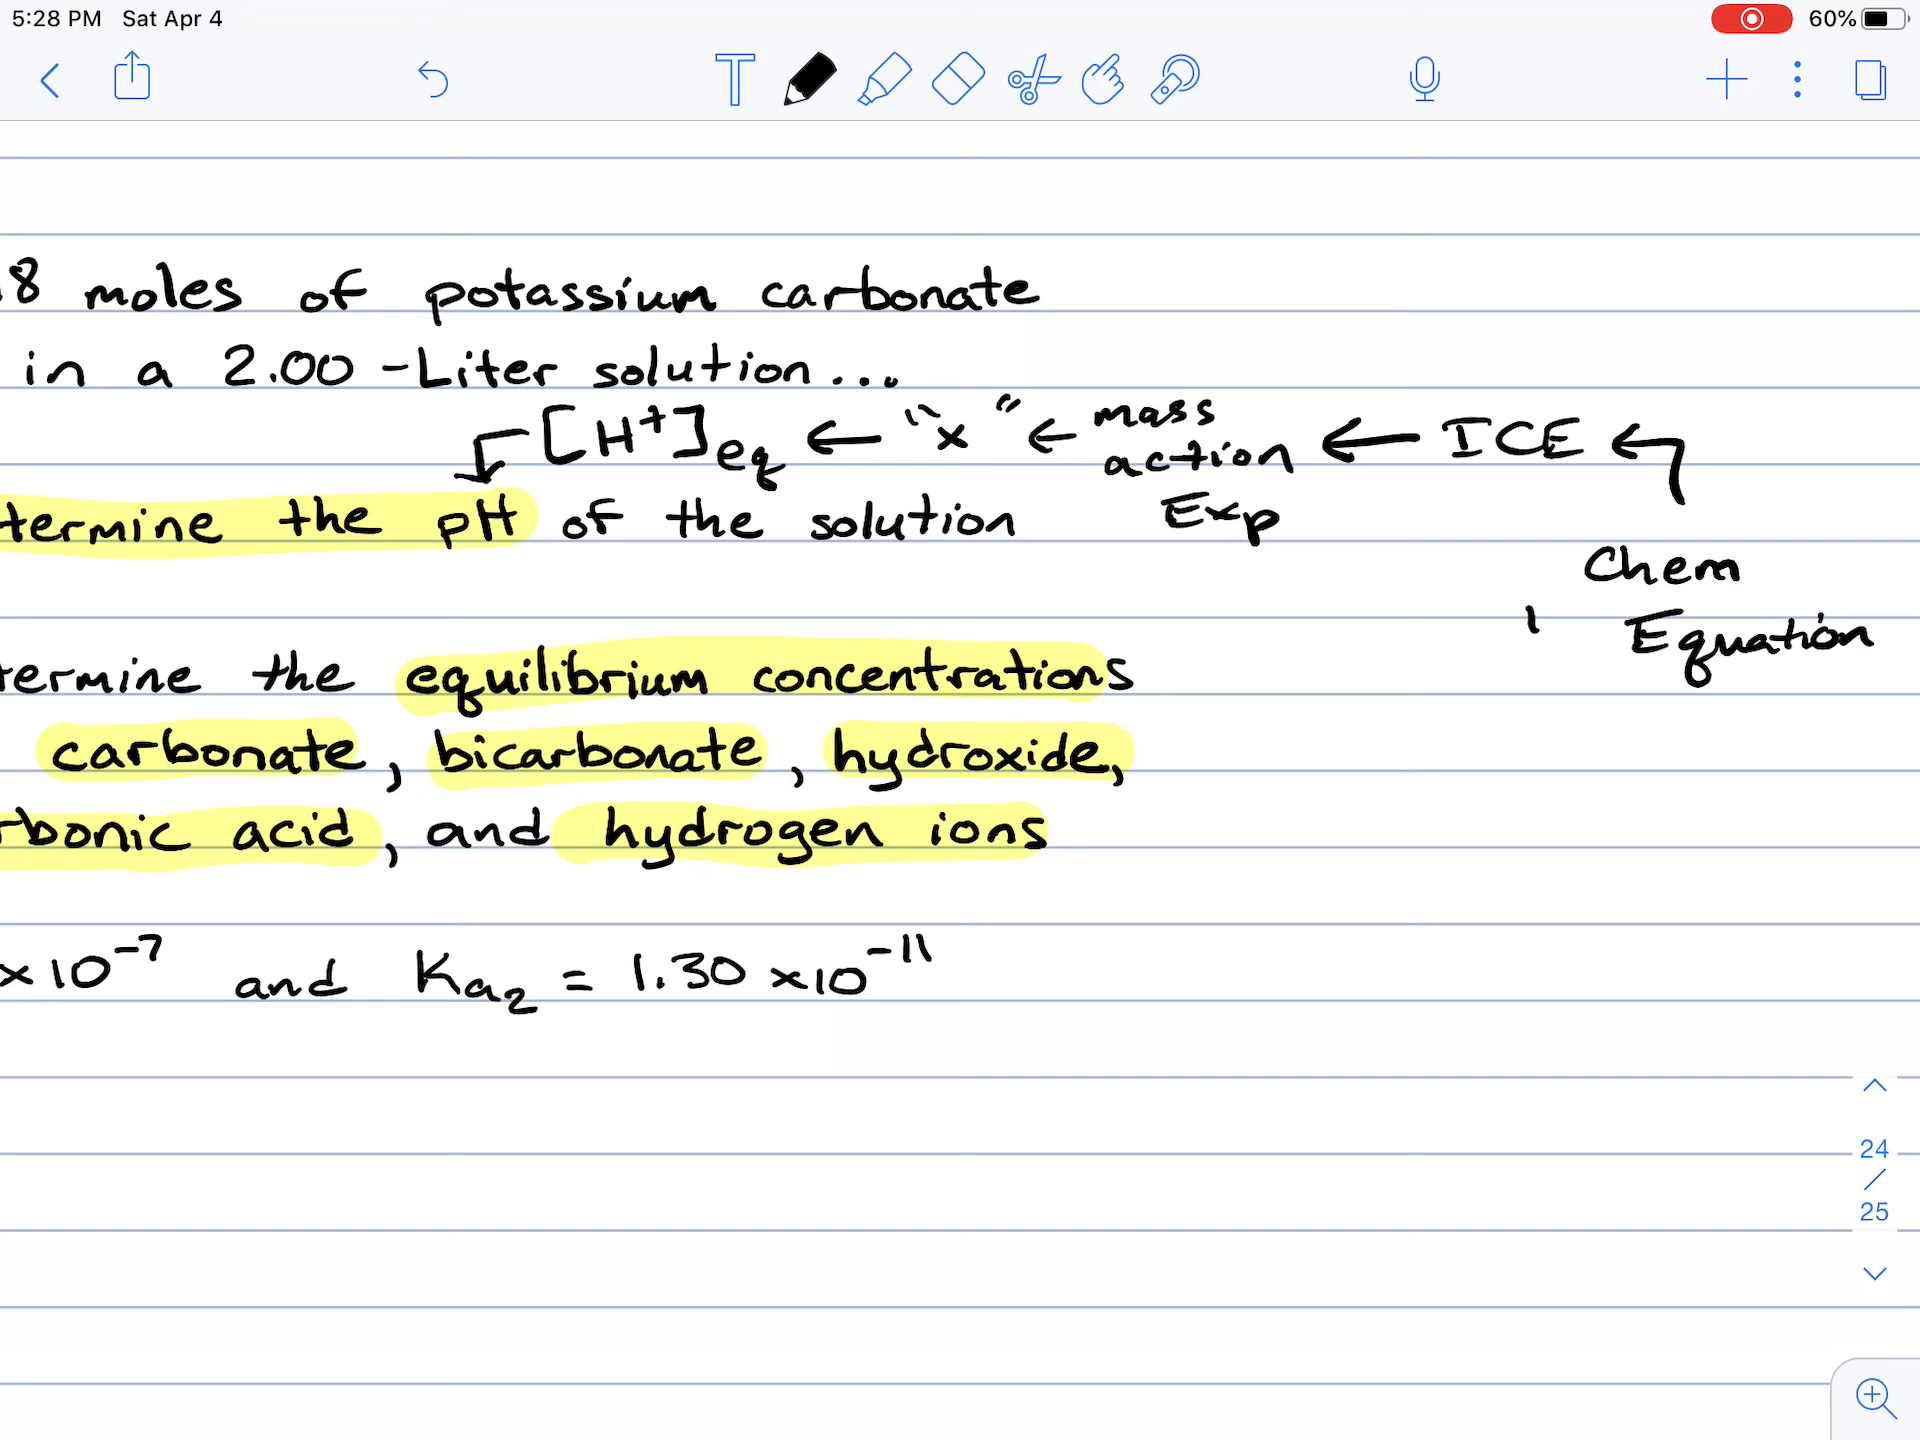 5:28 PM Sat Apr 4 60%
T
8 moles of potassium carbonate
in a 2.00 -Liter solution...
[H⁺]eq ← "x" ← mass action Exp ← ICE
termine the pH of the solution
Chem
Equation
termine the equilibrium concentrations
carbonate, bicarbonate, hydroxide,
rbonic acid, and hydrogen ions
x10⁻⁷ and Ka₂ = 1.30 x10⁻¹¹
24
/
25